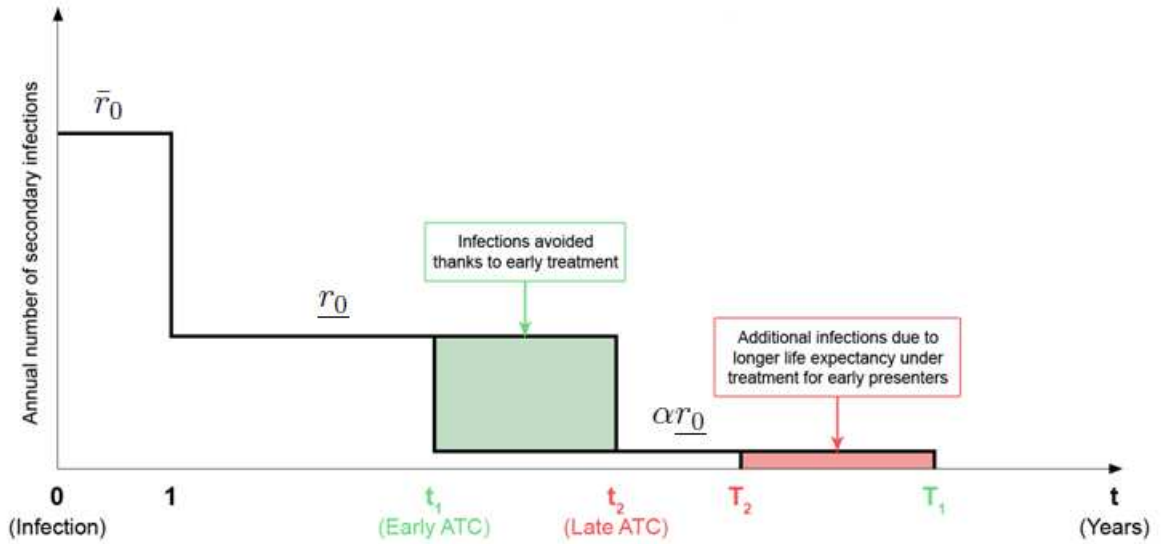 Annual number of secondary infections
r̄₀
Infections avoided
thanks to early treatment
r₀
Additional infections due to
longer life expectancy under
treatment for early presenters
αr₀
0 1 t₁ t₂ T₂ T₁ t
(Infection) (Early ATC) (Late ATC) (Years)